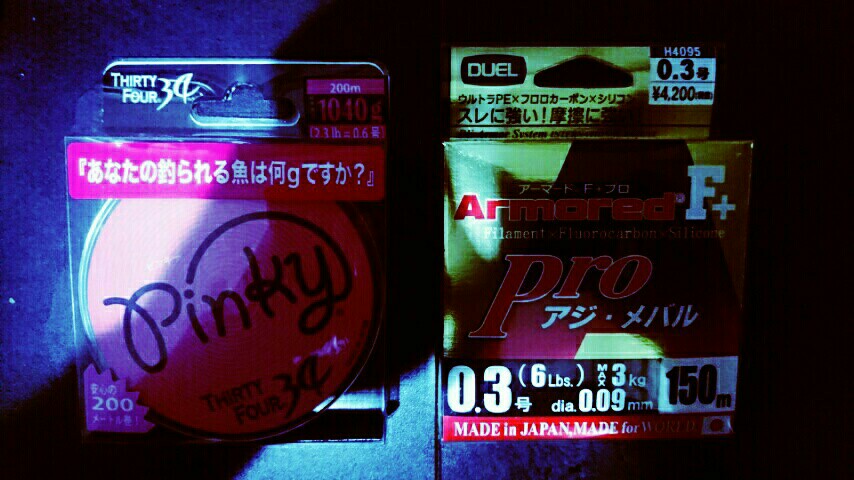 THIRTY
FOUR 34
200m
1040g
(2.3 lb=0.6号)
『あなたの釣られる魚は何gですか?』
Pinky
THIRTY
FOUR 34
安心の
200
メートル巻!
H4095
DUEL
0.3号
¥4,200
ウルトラPE×フロロカーボン×シリコン
スレに強い!摩擦に強
System
アーマード F・プロ
Armored® F+
Filament×Fluorocarbon×Silicone
Pro
アジ・メバル
0.3号 (6Lbs.) MAX 3kg 150m
dia. 0.09mm
MADE in JAPAN, MADE for WORLD